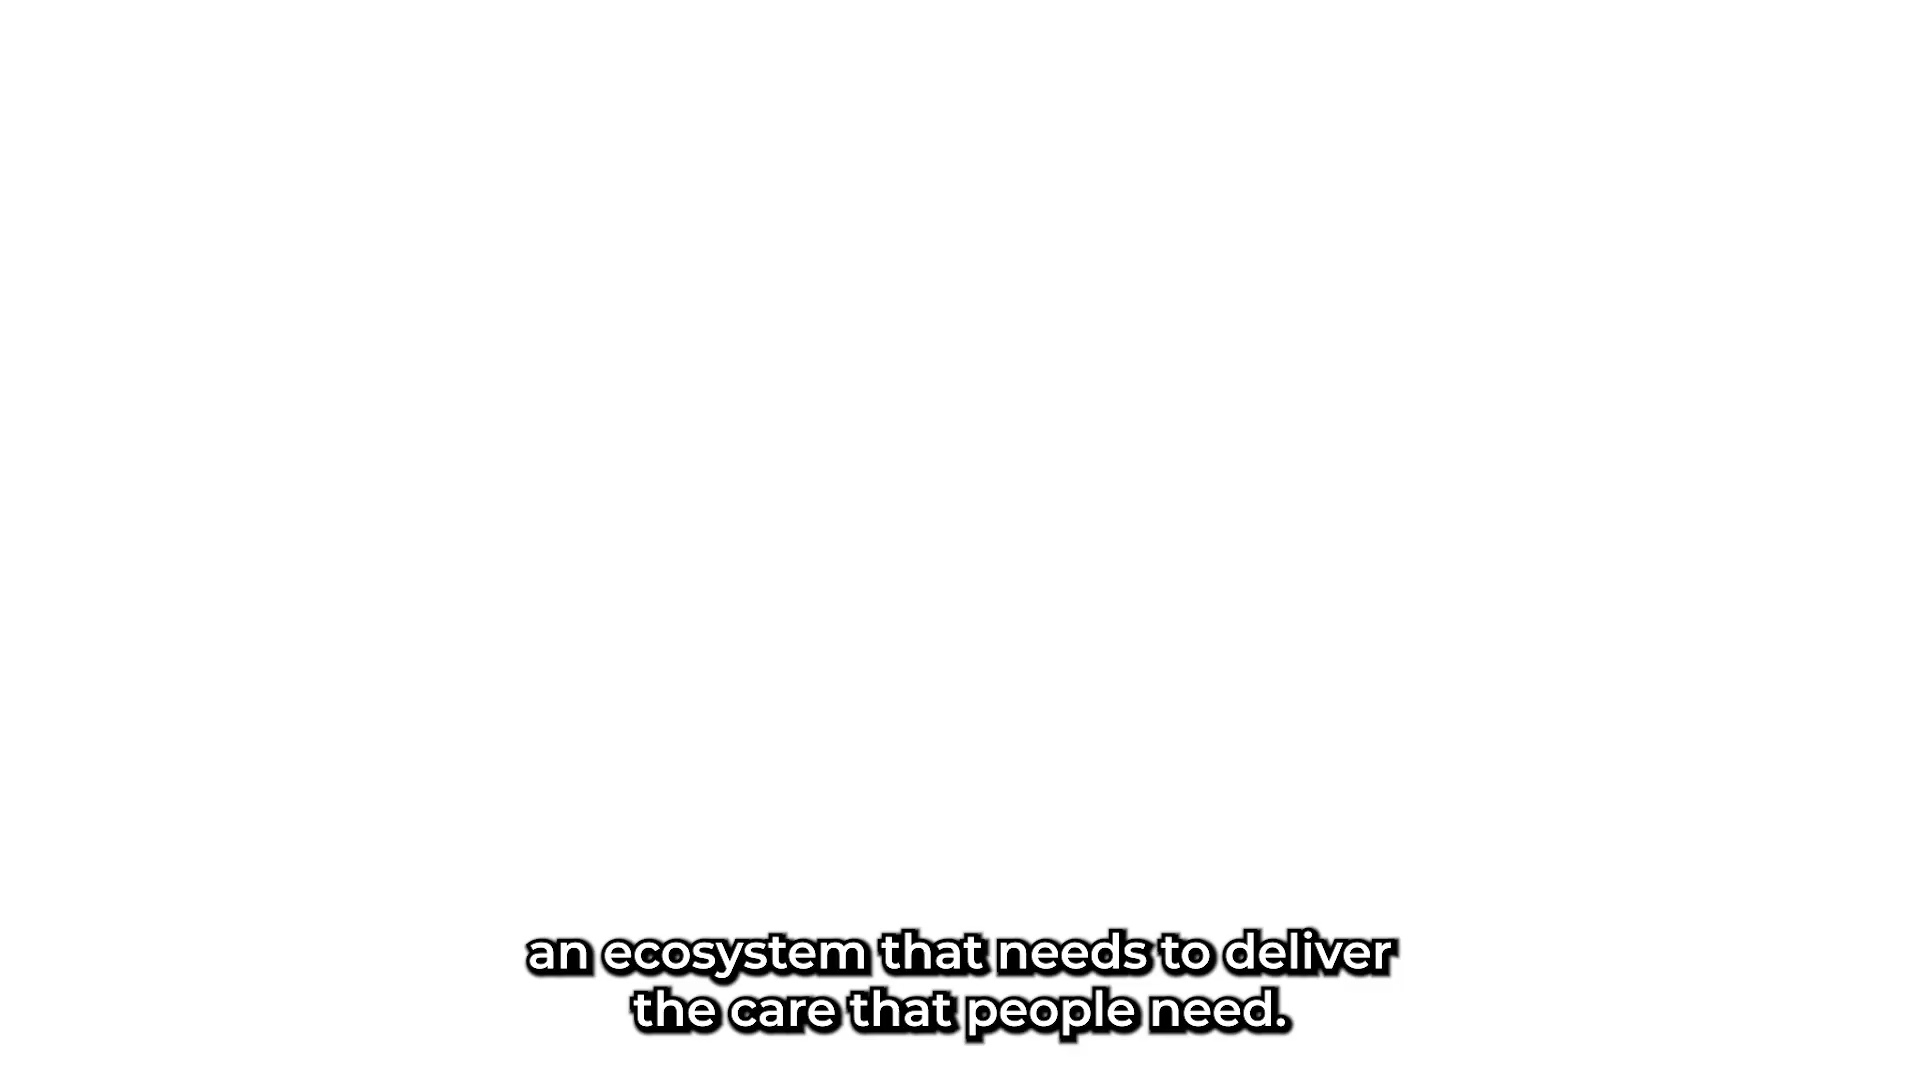 an ecosystem that needs to deliver
the care that people need.